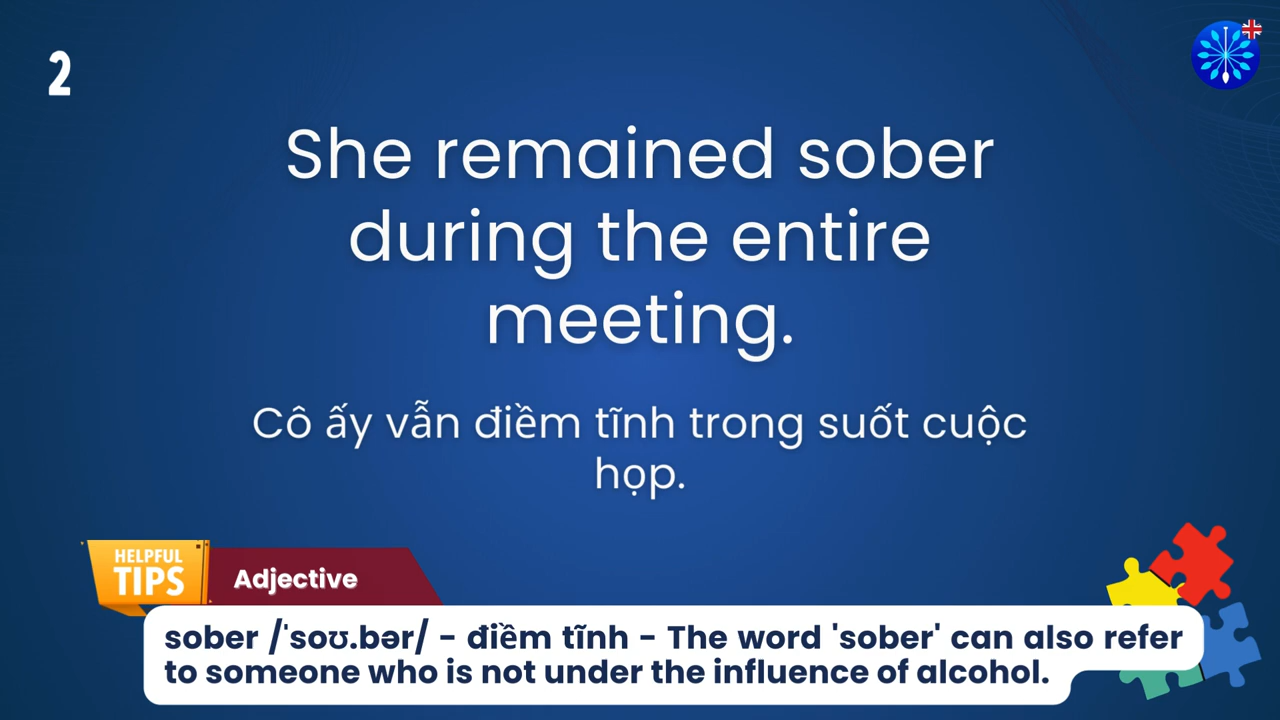 2
She remained sober
during the entire
meeting.
Cô ấy vẫn điềm tĩnh trong suốt cuộc
họp.
HELPFUL
TIPS
Adjective
sober /ˈsoʊ.bər/ - điềm tĩnh - The word 'sober' can also refer
to someone who is not under the influence of alcohol.